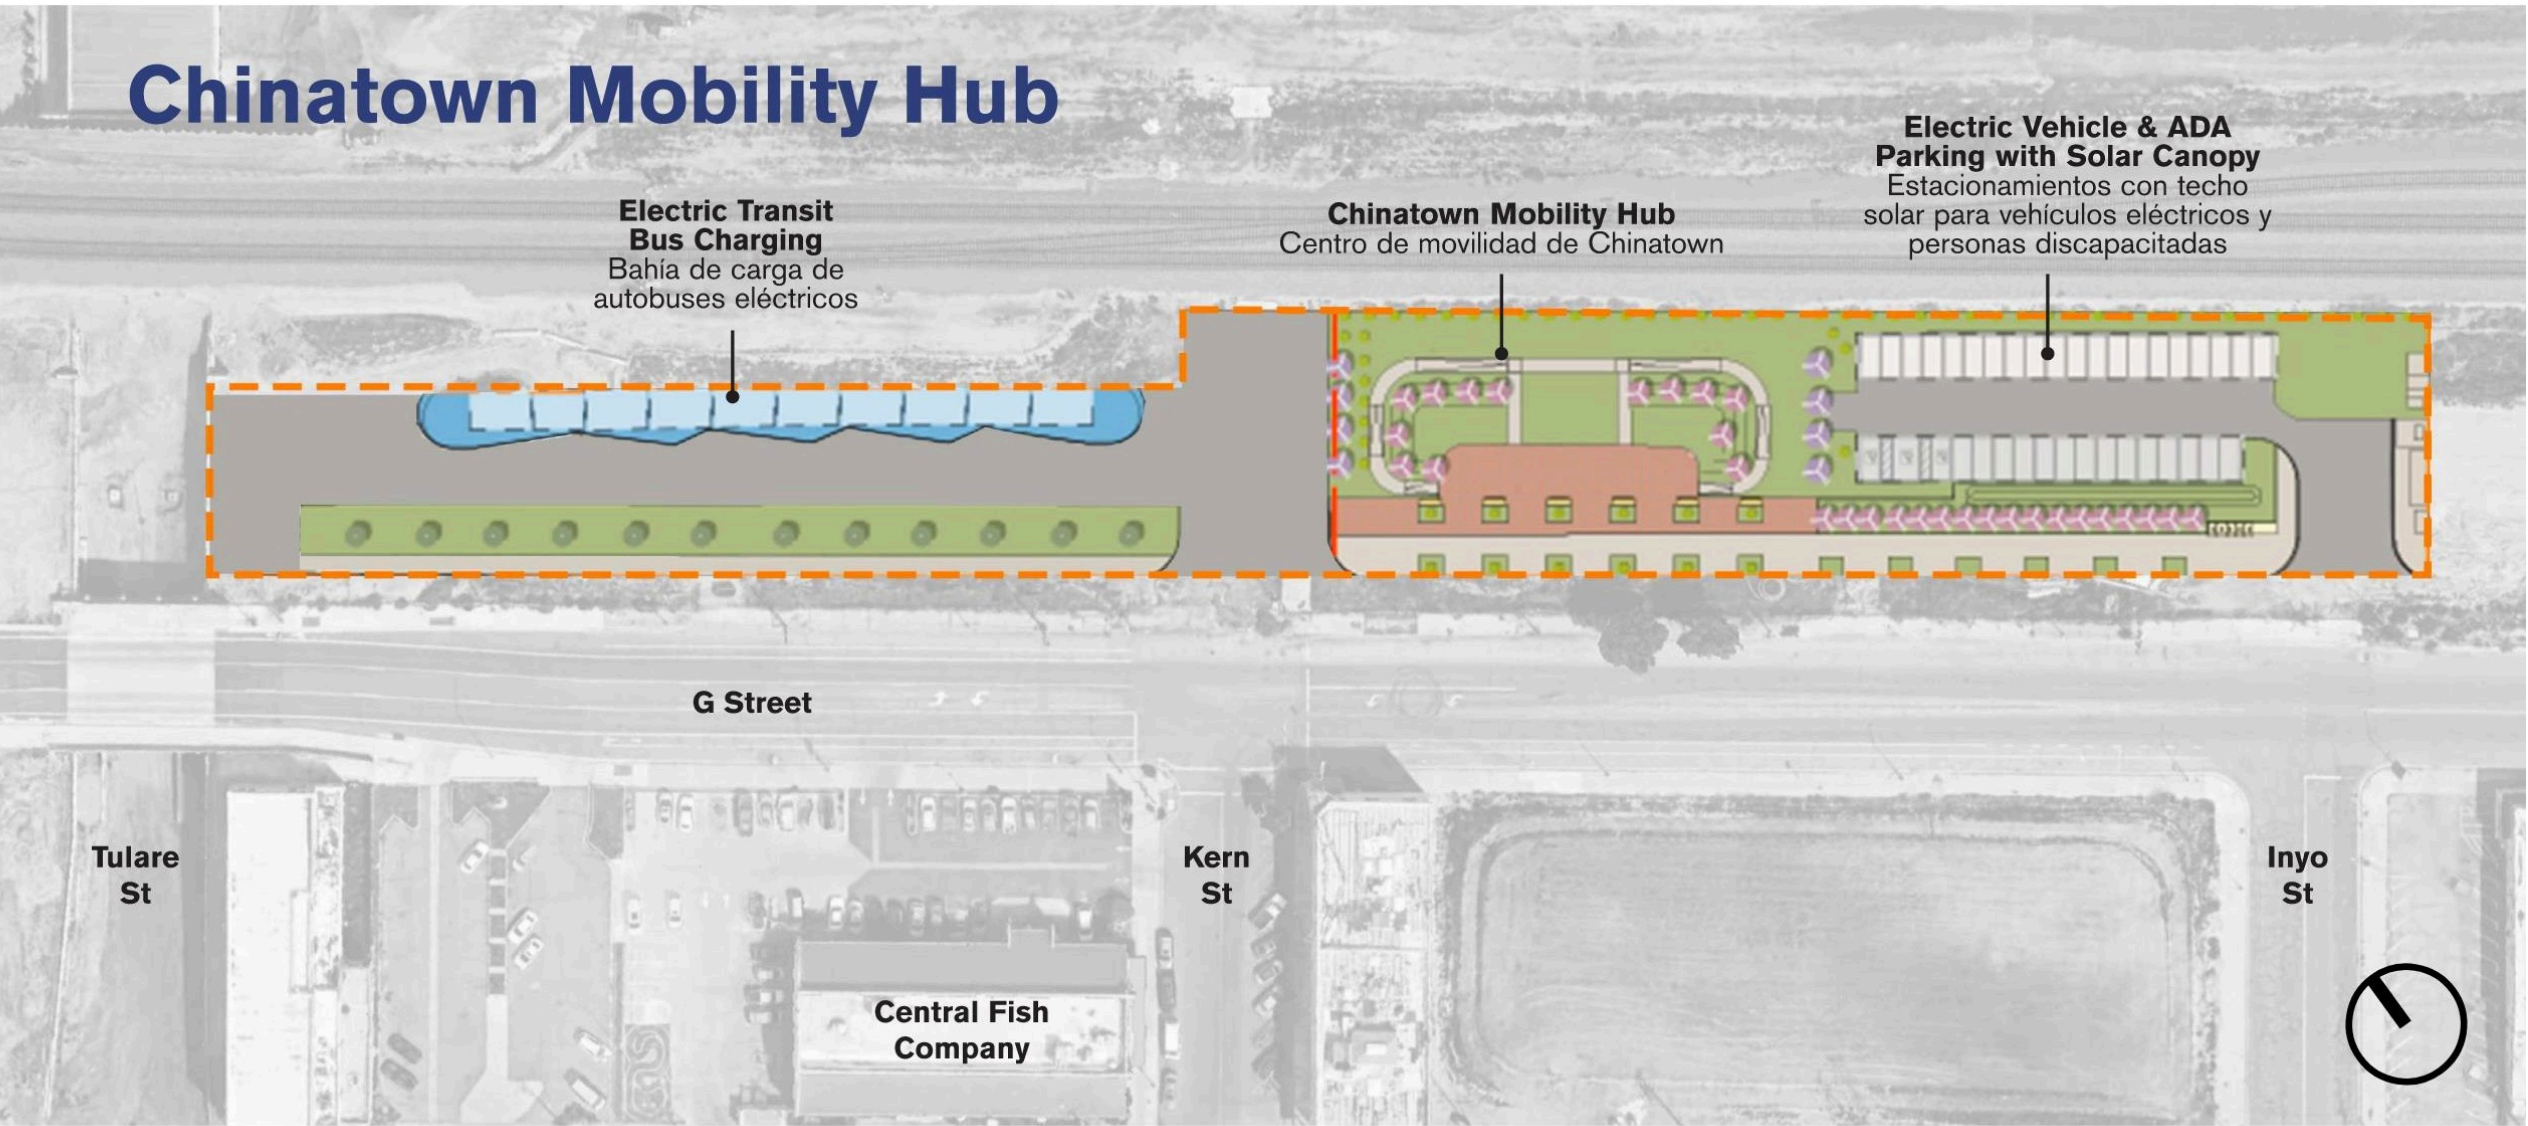 Chinatown Mobility Hub
Electric Transit
Bus Charging
Bahía de carga de
autobuses eléctricos
Chinatown Mobility Hub
Centro de movilidad de Chinatown
Electric Vehicle & ADA
Parking with Solar Canopy
Estacionamientos con techo
solar para vehículos eléctricos y
personas discapacitadas
G Street
Tulare
St
Kern
St
Inyo
St
Central Fish
Company